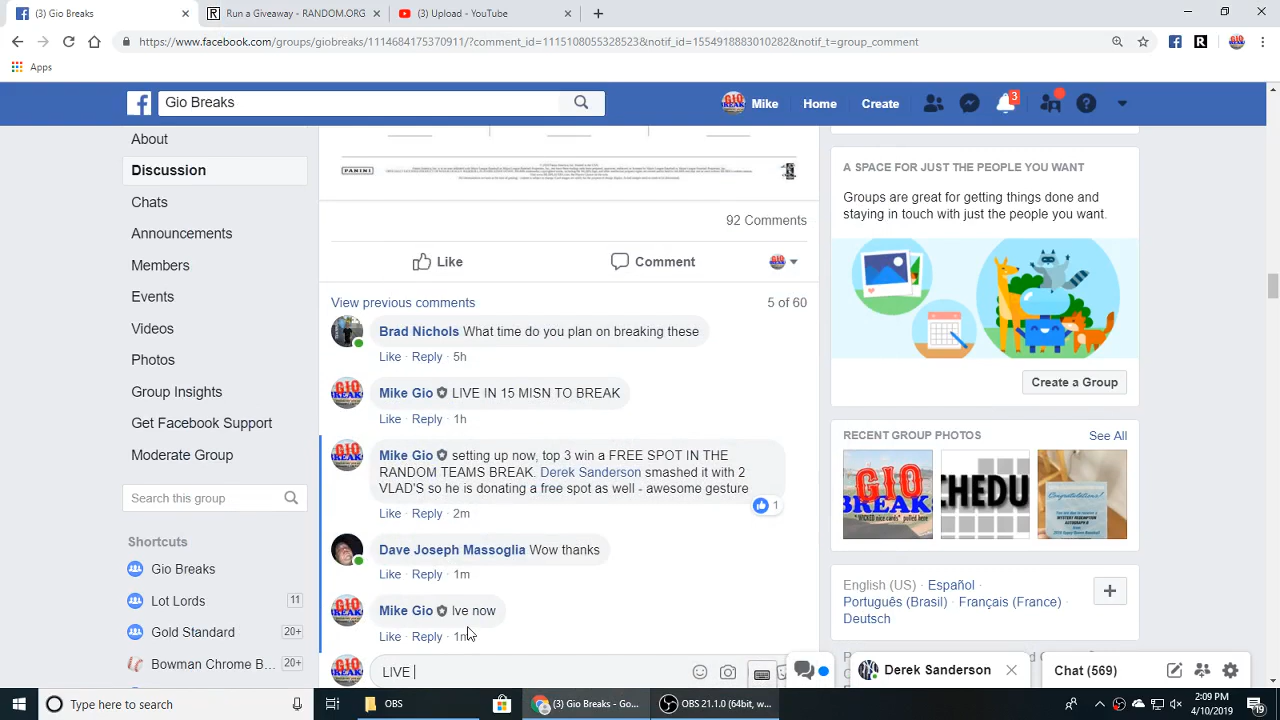 (3) Gio Breaks
Run a Giveaway - RANDOM.ORG
(3) Upload - YouTube
https://www.facebook.com/groups/giobreaks/1114684175370911/?comment_id=1115108055328523&notif_id=1554918883010282&notif_t=group_comment
Apps
Gio Breaks
Mike
Home
Create
3
About
Discussion
Chats
Announcements
Members
Events
Videos
Photos
Group Insights
Get Facebook Support
Moderate Group
Search this group
Shortcuts
Gio Breaks
Lot Lords 11
Gold Standard 20+
Bowman Chrome B... 20+
PANINI
92 Comments
Like
Comment
View previous comments
5 of 60
Brad Nichols What time do you plan on breaking these
Like · Reply · 5h
Mike Gio LIVE IN 15 MISN TO BREAK
Like · Reply · 1h
Mike Gio setting up now, top 3 win a FREE SPOT IN THE
RANDOM TEAMS BREAK. Derek Sanderson smashed it with 2
VLAD'S so he is donating a free spot as well - awesome gesture
1
Like · Reply · 2m
Dave Joseph Massoglia Wow thanks
Like · Reply · 1m
Mike Gio lve now
Like · Reply · 1m
LIVE
A SPACE FOR JUST THE PEOPLE YOU WANT
Groups are great for getting things done and
staying in touch with just the people you want.
Create a Group
RECENT GROUP PHOTOS
See All
GIO
BREAK
HEDU
Congratulations!
English (US) · Español ·
Português (Brasil) · Français (France) ·
Deutsch
Derek Sanderson
Chat (569)
Type here to search
OBS
(3) Gio Breaks - Go...
OBS 21.1.0 (64bit, w...
2:09 PM
4/10/2019
19